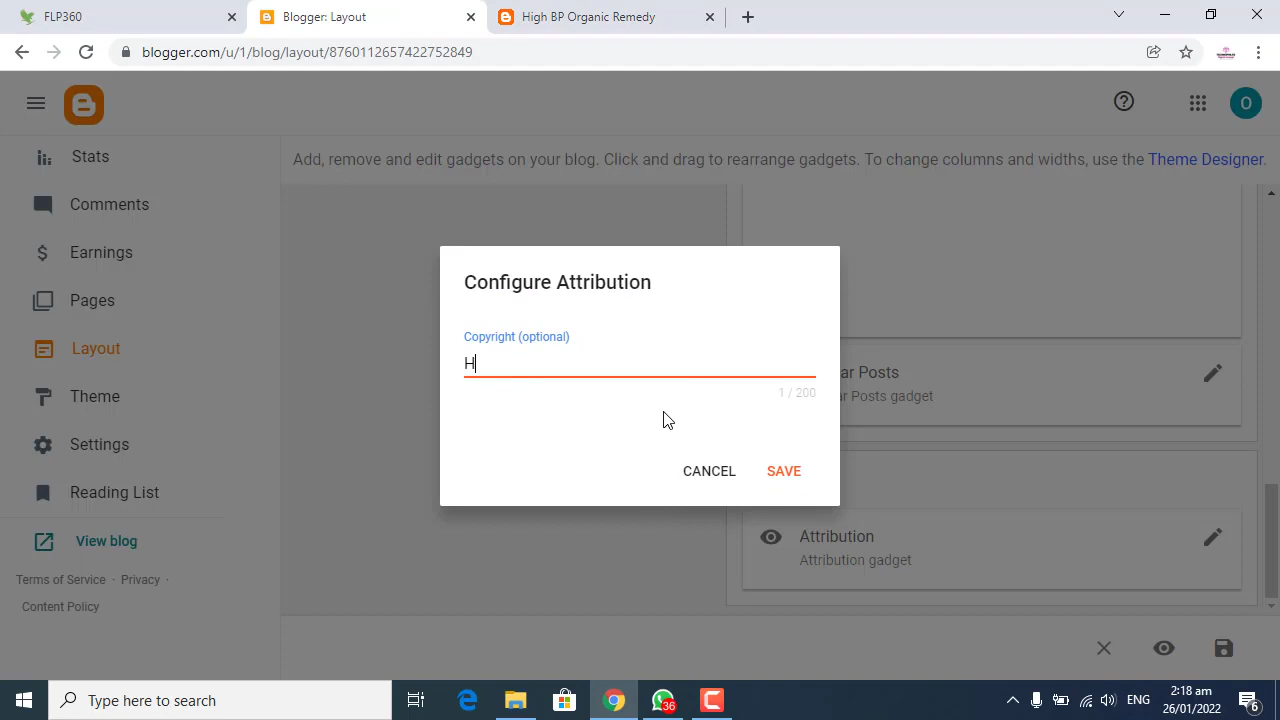 FLP360
Blogger: Layout
High BP Organic Remedy
blogger.com/u/1/blog/layout/8760112657422752849
O
Stats
Comments
Earnings
Pages
Layout
Theme
Settings
Reading List
View blog
Terms of Service · Privacy ·
Content Policy
Add, remove and edit gadgets on your blog. Click and drag to rearrange gadgets. To change columns and widths, use the Theme Designer.
Configure Attribution
Copyright (optional)
H
1 / 200
CANCEL
SAVE
ar Posts
ar Posts gadget
Attribution
Attribution gadget
Type here to search
36
ENG
2:18 am
26/01/2022
6